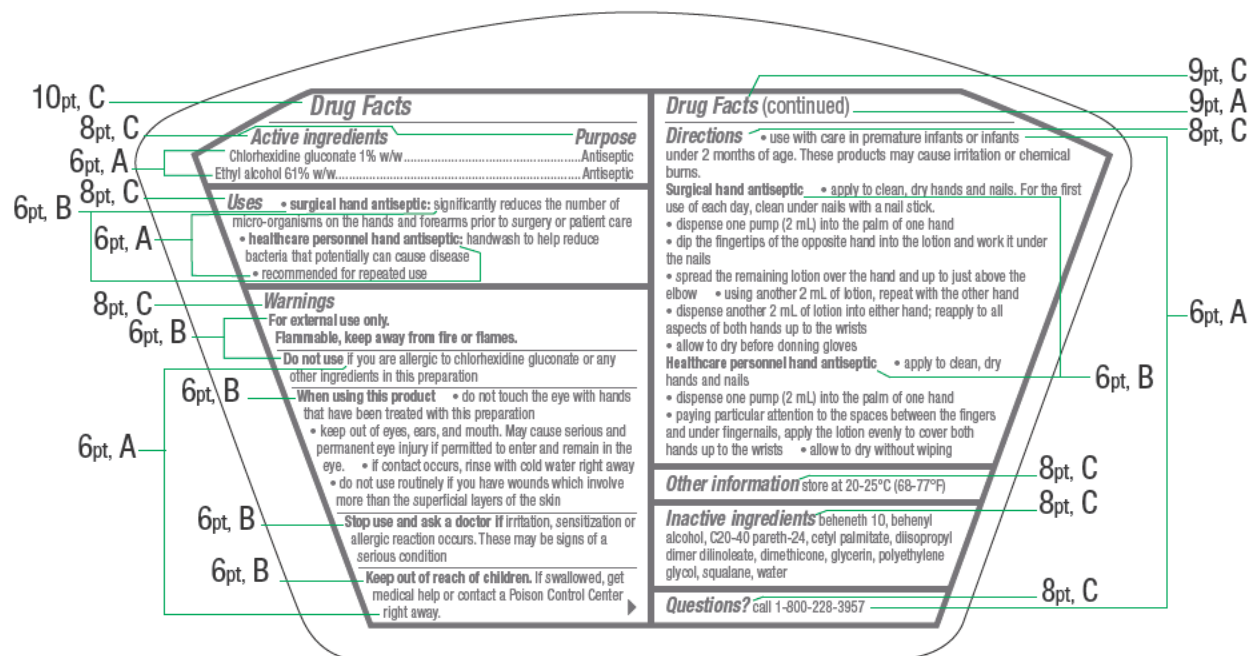 10pt, C
Drug Facts
8pt, C
Active ingredients Purpose
6pt, A
Chlorhexidine gluconate 1% w/w..........................................................Antiseptic
Ethyl alcohol 61% w/w.............................................................................Antiseptic
8pt, C
6pt, B
Uses • surgical hand antiseptic: significantly reduces the number of
micro-organisms on the hands and forearms prior to surgery or patient care
6pt, A
• healthcare personnel hand antiseptic: handwash to help reduce
bacteria that potentially can cause disease
• recommended for repeated use
8pt, C
Warnings
6pt, B
For external use only.
Flammable, keep away from fire or flames.
Do not use if you are allergic to chlorhexidine gluconate or any
other ingredients in this preparation
6pt, B
When using this product • do not touch the eye with hands
that have been treated with this preparation
6pt, A
• keep out of eyes, ears, and mouth. May cause serious and
permanent eye injury if permitted to enter and remain in the
eye. • if contact occurs, rinse with cold water right away
• do not use routinely if you have wounds which involve
more than the superficial layers of the skin
6pt, B
Stop use and ask a doctor if irritation, sensitization or
allergic reaction occurs. These may be signs of a
serious condition
6pt, B
Keep out of reach of children. If swallowed, get
medical help or contact a Poison Control Center
right away.
9pt, C
Drug Facts (continued)
9pt, A
8pt, C
Directions • use with care in premature infants or infants
under 2 months of age. These products may cause irritation or chemical
burns.
Surgical hand antiseptic • apply to clean, dry hands and nails. For the first
use of each day, clean under nails with a nail stick.
• dispense one pump (2 mL) into the palm of one hand
• dip the fingertips of the opposite hand into the lotion and work it under
the nails
• spread the remaining lotion over the hand and up to just above the
elbow • using another 2 mL of lotion, repeat with the other hand
• dispense another 2 mL of lotion into either hand; reapply to all
aspects of both hands up to the wrists
6pt, A
• allow to dry before donning gloves
Healthcare personnel hand antiseptic • apply to clean, dry
hands and nails
6pt, B
• dispense one pump (2 mL) into the palm of one hand
• paying particular attention to the spaces between the fingers
and under fingernails, apply the lotion evenly to cover both
hands up to the wrists • allow to dry without wiping
8pt, C
Other information store at 20-25°C (68-77°F)
8pt, C
Inactive ingredients beheneth 10, behenyl
alcohol, C20-40 pareth-24, cetyl palmitate, diisopropyl
dimer dilinoleate, dimethicone, glycerin, polyethylene
glycol, squalane, water
8pt, C
Questions? call 1-800-228-3957